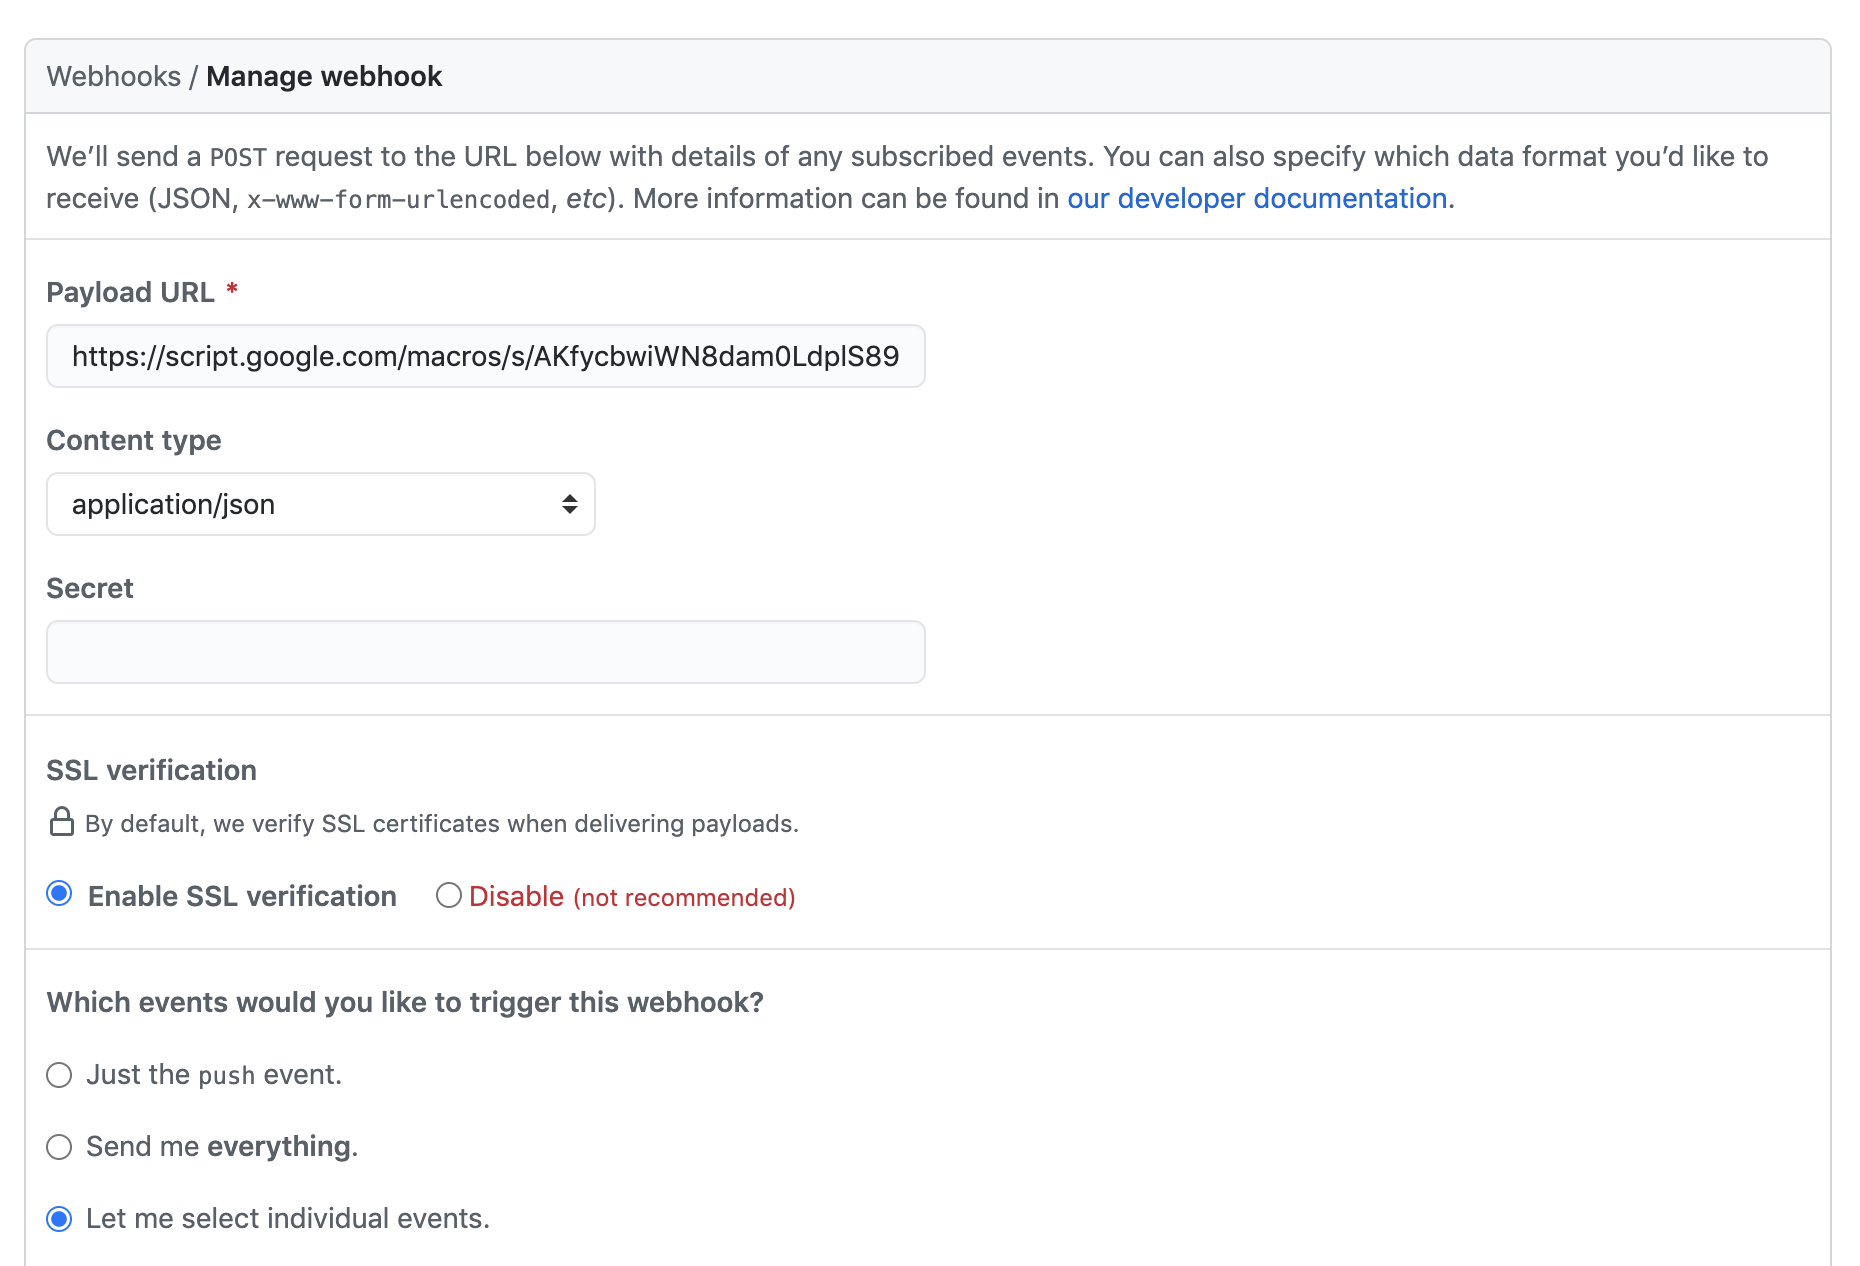 Webhooks / Manage webhook
We’ll send a POST request to the URL below with details of any subscribed events. You can also specify which data format you’d like to
receive (JSON, x-www-form-urlencoded, etc). More information can be found in our developer documentation.
Payload URL *
https://script.google.com/macros/s/AKfycbwiWN8dam0LdplS89
Content type
application/json
Secret
SSL verification
By default, we verify SSL certificates when delivering payloads.
Enable SSL verification Disable (not recommended)
Which events would you like to trigger this webhook?
Just the push event.
Send me everything.
Let me select individual events.